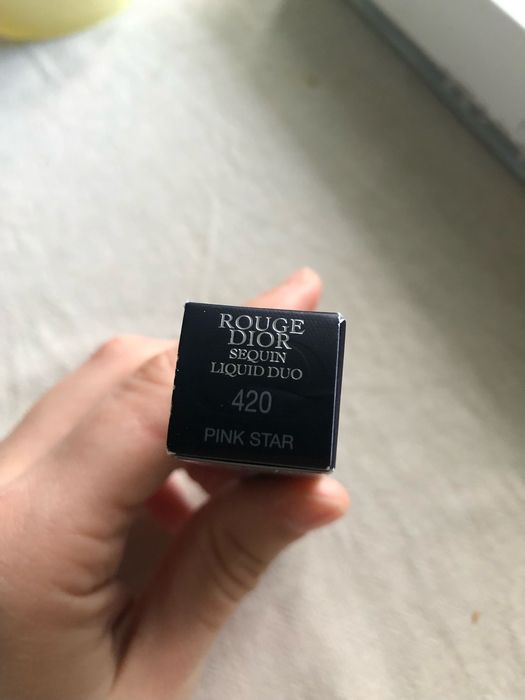 ROUGE
DIOR
SEQUIN
LIQUID DUO
420
PINK STAR